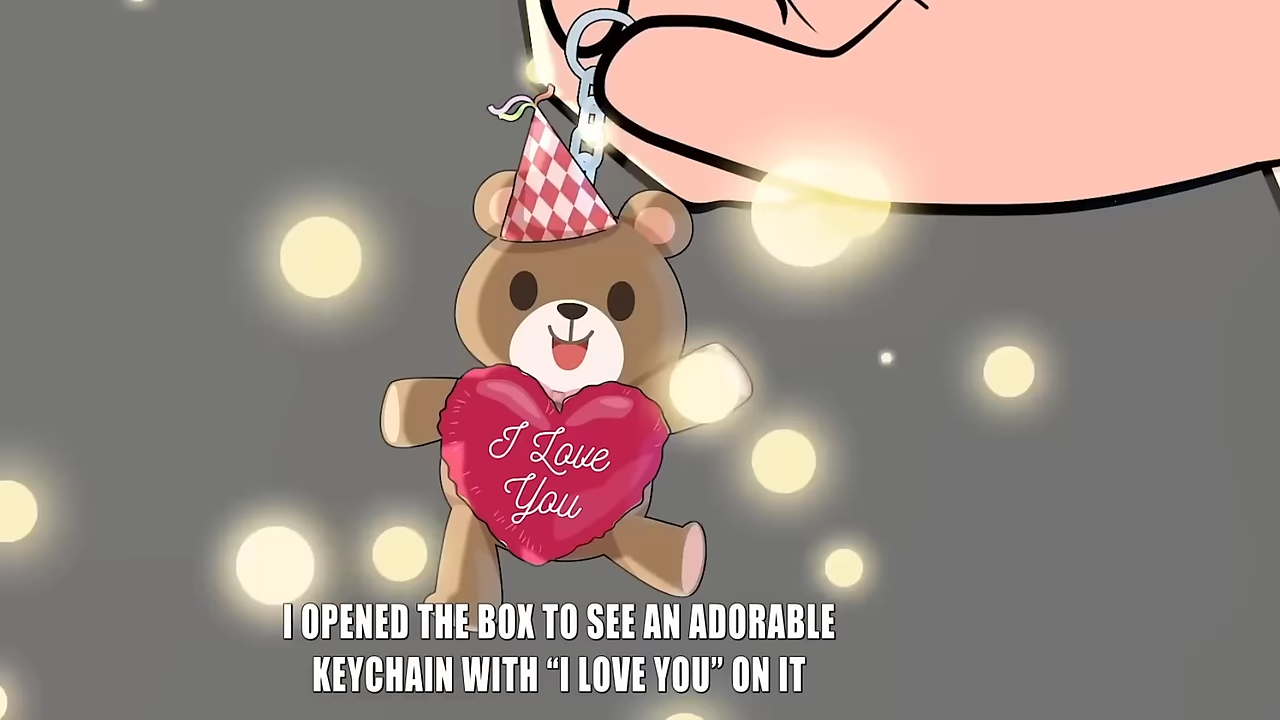 I Love
You
I OPENED THE BOX TO SEE AN ADORABLE
KEYCHAIN WITH “I LOVE YOU” ON IT